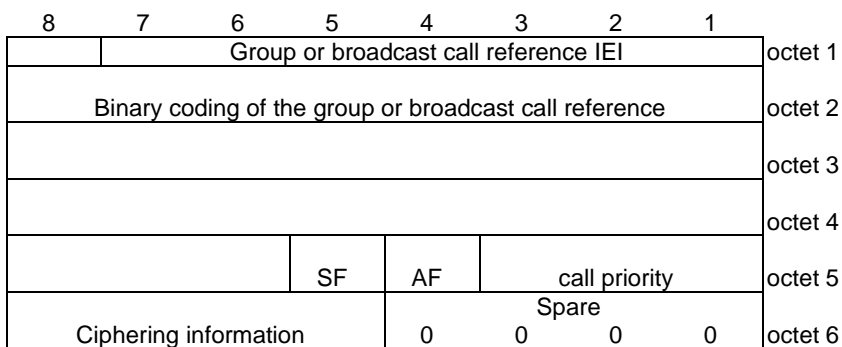 8 7 6 5 4 3 2 1
Group or broadcast call reference IEI octet 1
Binary coding of the group or broadcast call reference octet 2
octet 3
octet 4
SF AF call priority octet 5
Spare
Ciphering information 0 0 0 0 octet 6